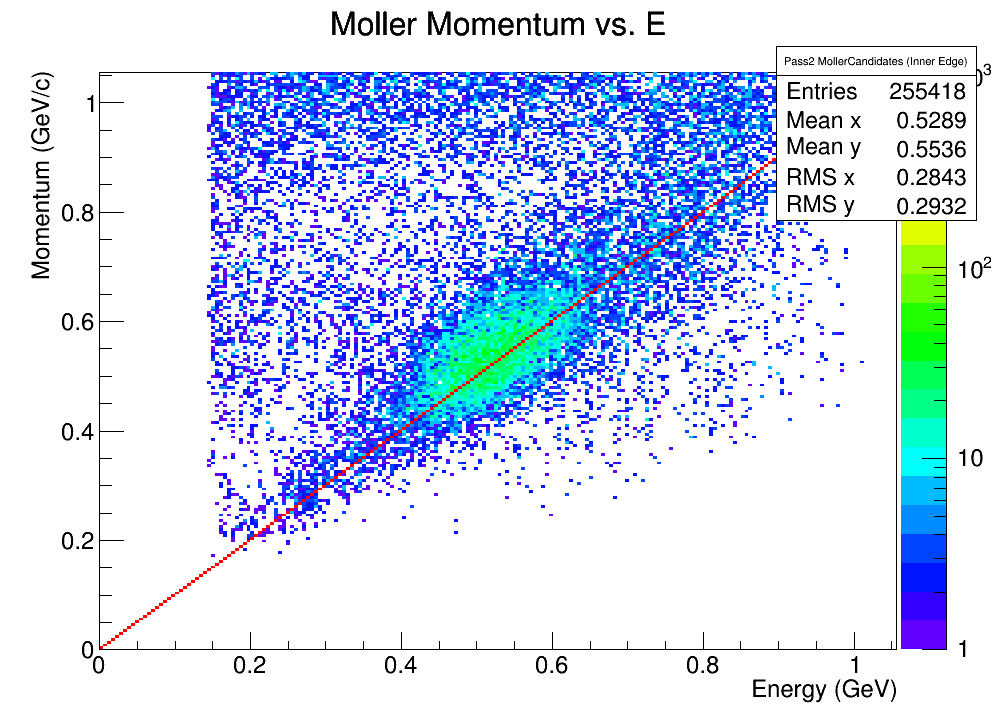 Moller Momentum vs. E
Pass2 MollerCandidates (Inner Edge)
Entries 255418
Mean x 0.5289
Mean y 0.5536
RMS x 0.2843
RMS y 0.2932
Momentum (GeV/c)
1
0.8
0.6
0.4
0.2
0
0 0.2 0.4 0.6 0.8 1
Energy (GeV)
10²
10
1